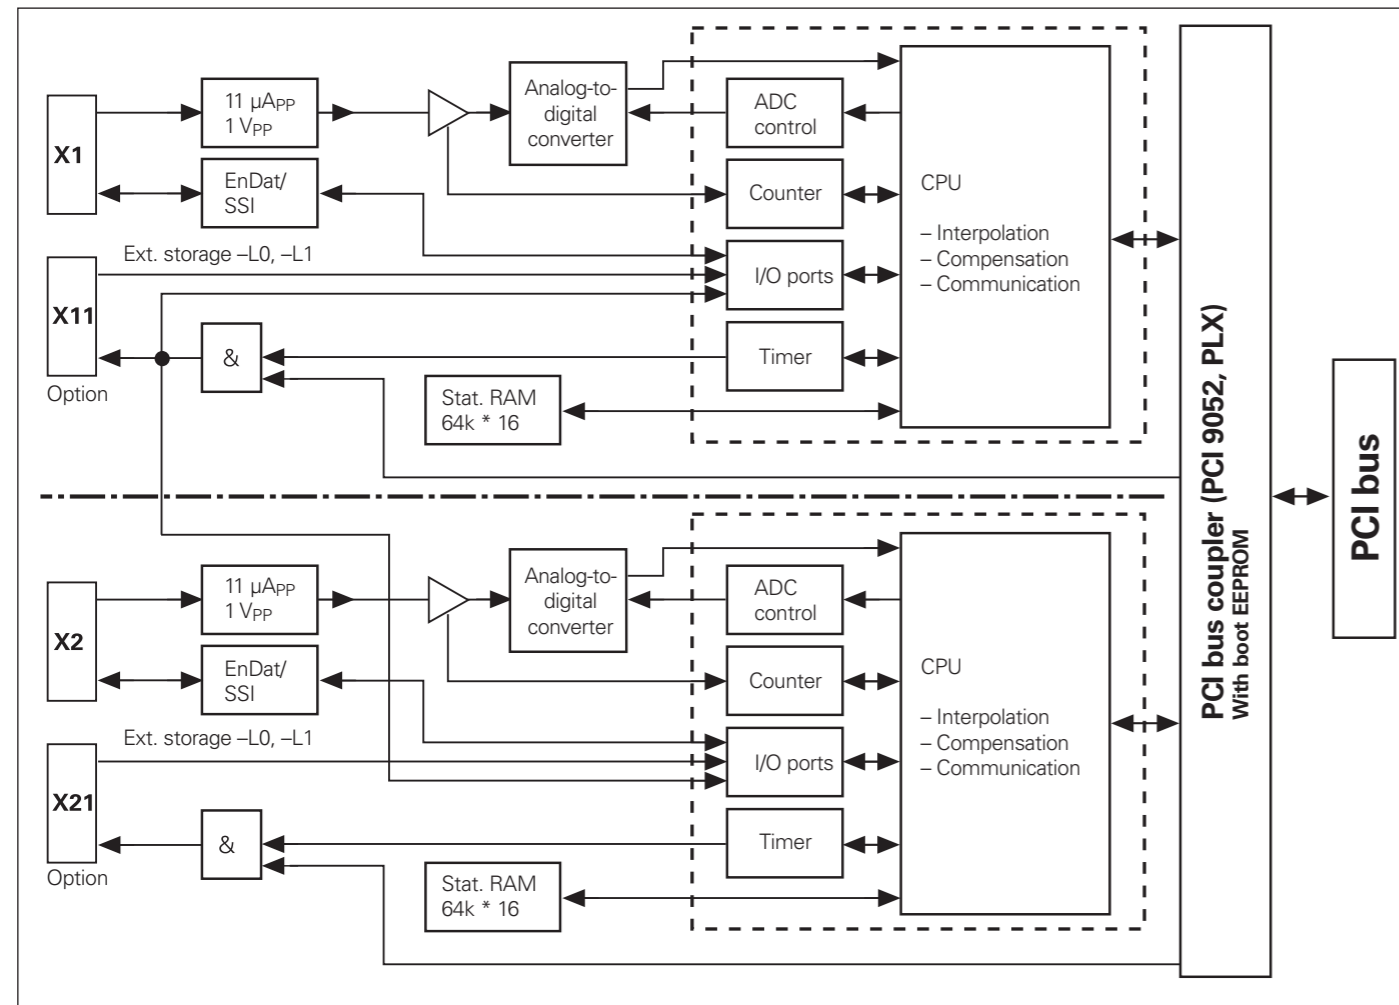 X1
11 µAPP
1 VPP
EnDat/
SSI
Analog-to-
digital
converter
ADC
control
Counter
CPU
– Interpolation
– Compensation
– Communication
Ext. storage –L0, –L1
X11
Option
I/O ports
&
Timer
Stat. RAM
64k * 16
X2
11 µAPP
1 VPP
EnDat/
SSI
Analog-to-
digital
converter
ADC
control
Counter
CPU
– Interpolation
– Compensation
– Communication
Ext. storage –L0, –L1
X21
Option
I/O ports
&
Timer
Stat. RAM
64k * 16
PCI bus coupler (PCI 9052, PLX)
With boot EEPROM
PCI bus